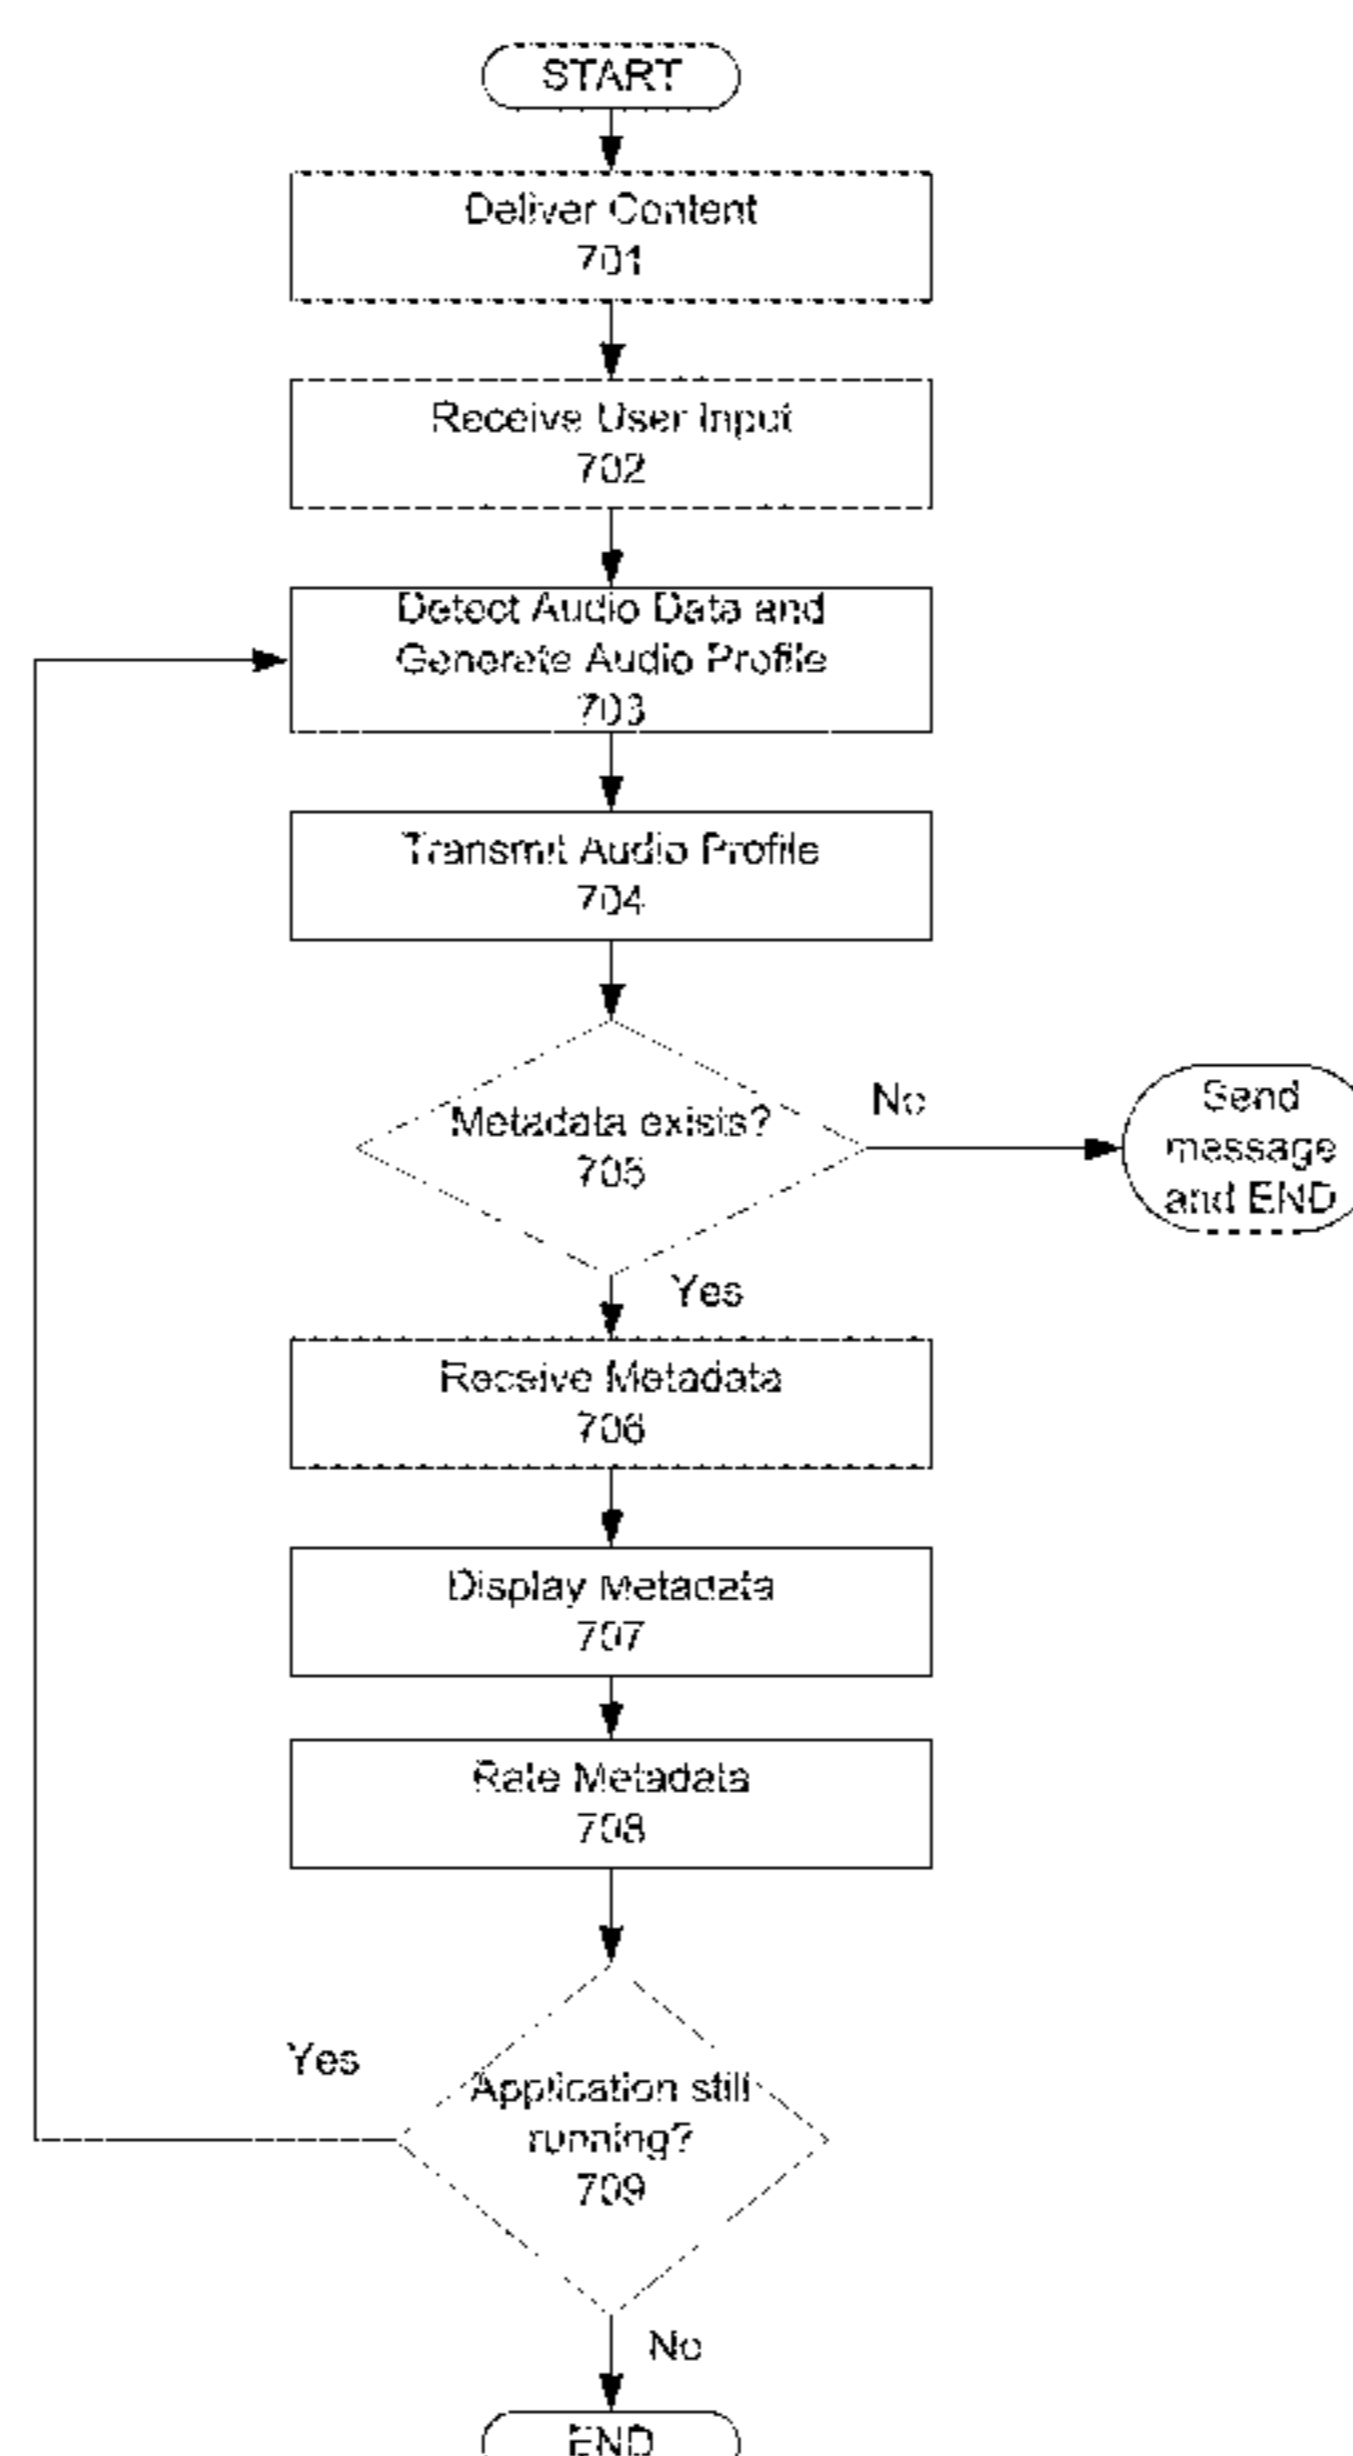 START
Deliver Content
701
Receive User Input
702
Detect Audio Data and
Generate Audio Profile
703
Transmit Audio Profile
704
Metadata exists?
705
No
Send
message
and END
Yes
Receive Metadata
706
Display Metadata
707
Rate Metadata
708
Yes
Application still
running?
709
No
END